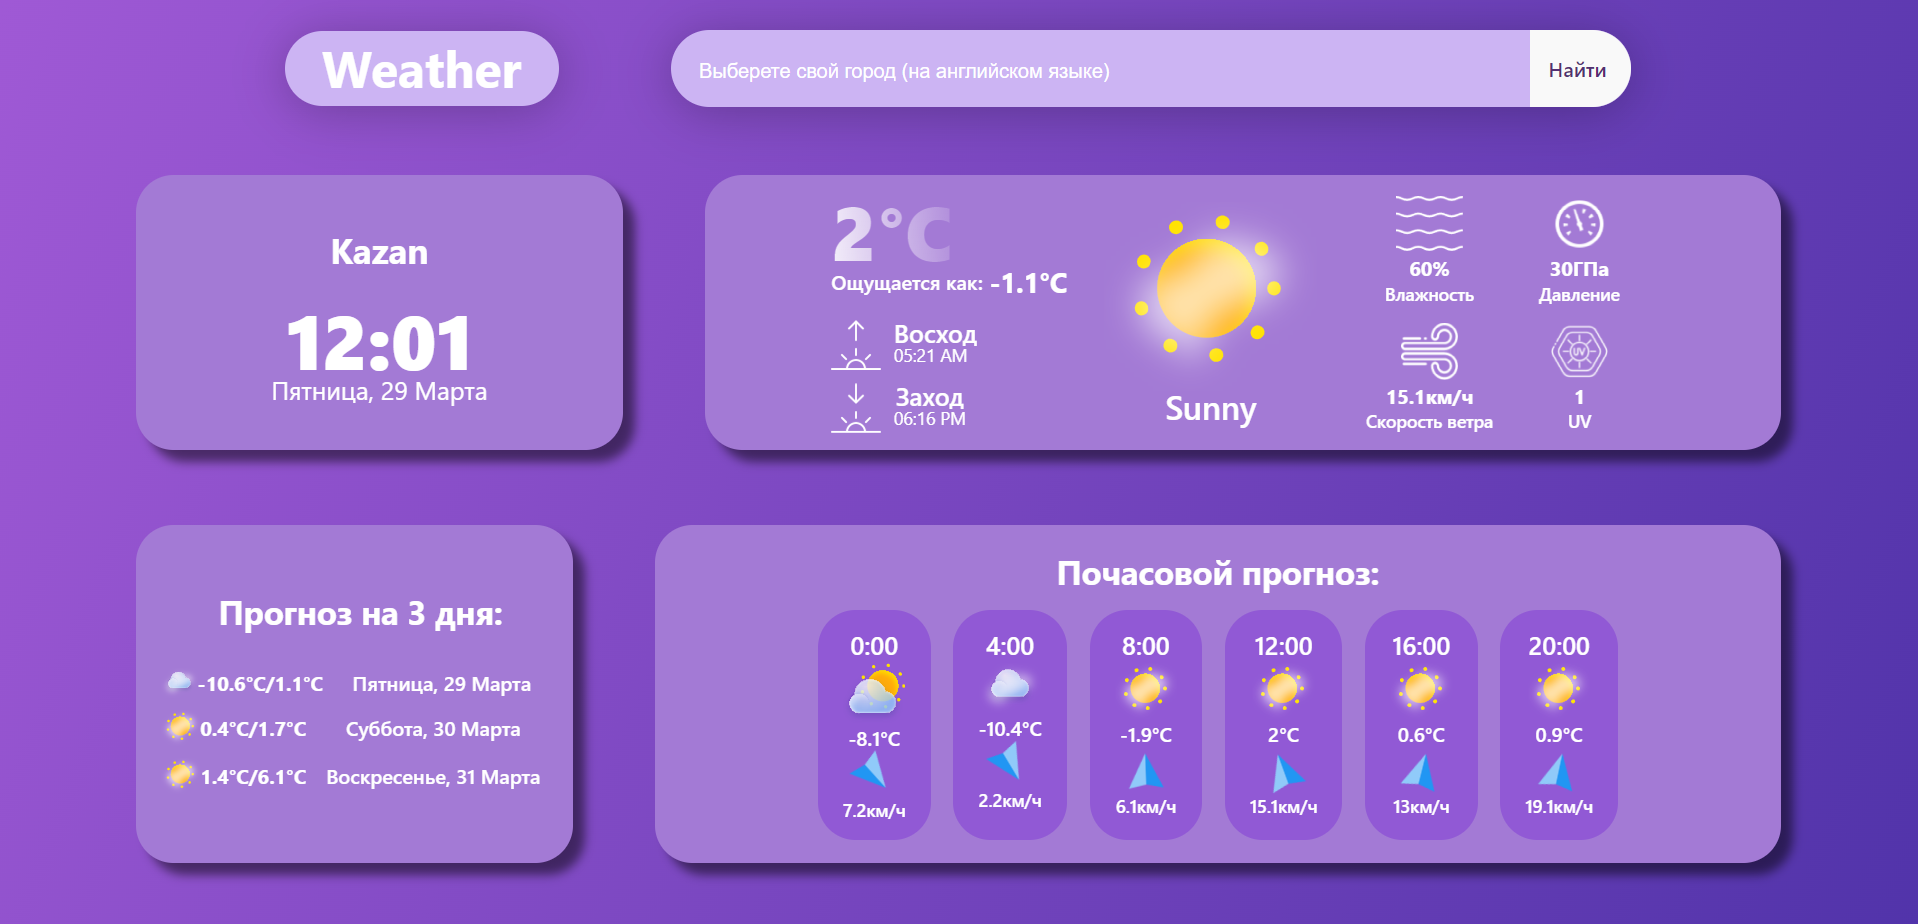 Weather
Выберете свой город (на английском языке)
Найти
Kazan
12:01
Пятница, 29 Марта
2°C
Ощущается как: -1.1°C
Восход
05:21 AM
Заход
06:16 PM
Sunny
60%
Влажность
30ГПа
Давление
15.1км/ч
Скорость ветра
UV
1
UV
Прогноз на 3 дня:
-10.6°C/1.1°C Пятница, 29 Марта
0.4°C/1.7°C Суббота, 30 Марта
1.4°C/6.1°C Воскресенье, 31 Марта
Почасовой прогноз:
0:00
-8.1°C
7.2км/ч
4:00
-10.4°C
2.2км/ч
8:00
-1.9°C
6.1км/ч
12:00
2°C
15.1км/ч
16:00
0.6°C
13км/ч
20:00
0.9°C
19.1км/ч